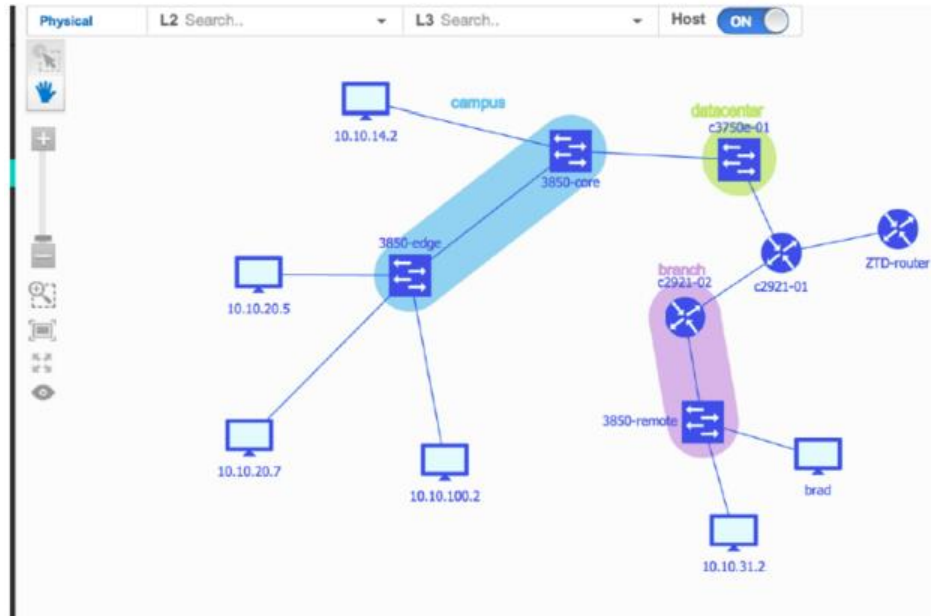 Physical
L2 Search..
L3 Search..
Host ON
campus
datacenter
c3750e-01
10.10.14.2
3850-core
3850-edge
ZTD-router
branch
c2921-02
c2921-01
10.10.20.5
3850-remote
10.10.20.7
10.10.100.2
brad
10.10.31.2